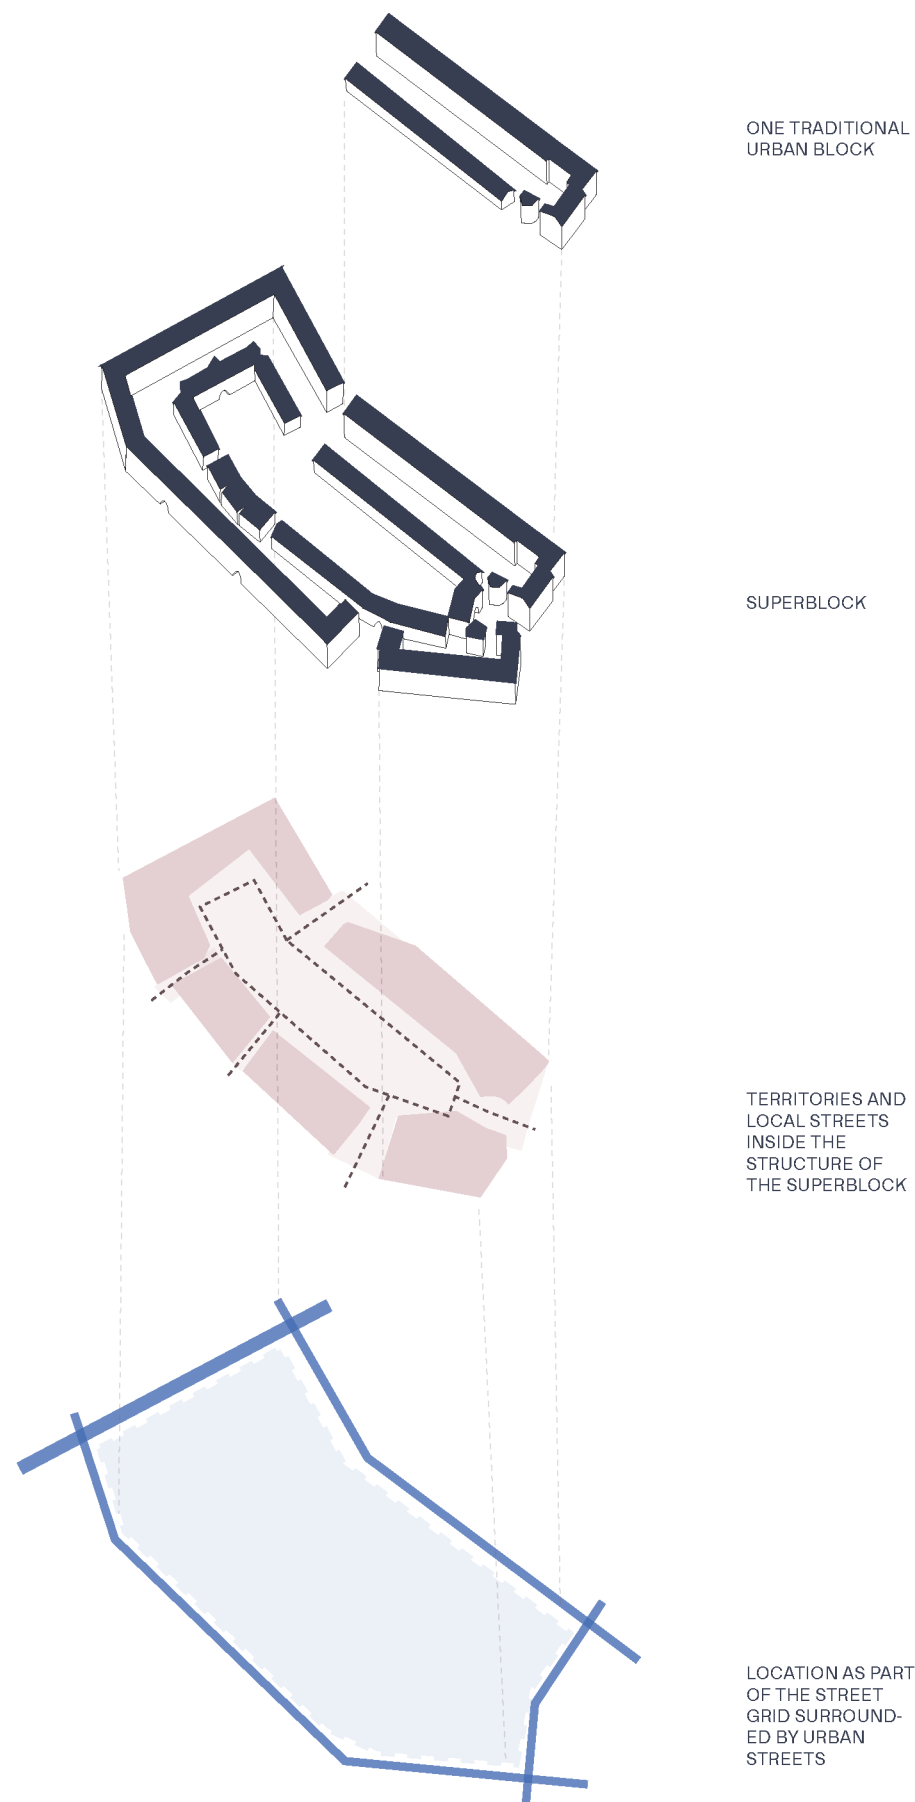 ONE TRADITIONAL
URBAN BLOCK
SUPERBLOCK
TERRITORIES AND
LOCAL STREETS
INSIDE THE
STRUCTURE OF
THE SUPERBLOCK
LOCATION AS PART
OF THE STREET
GRID SURROUND-
ED BY URBAN
STREETS